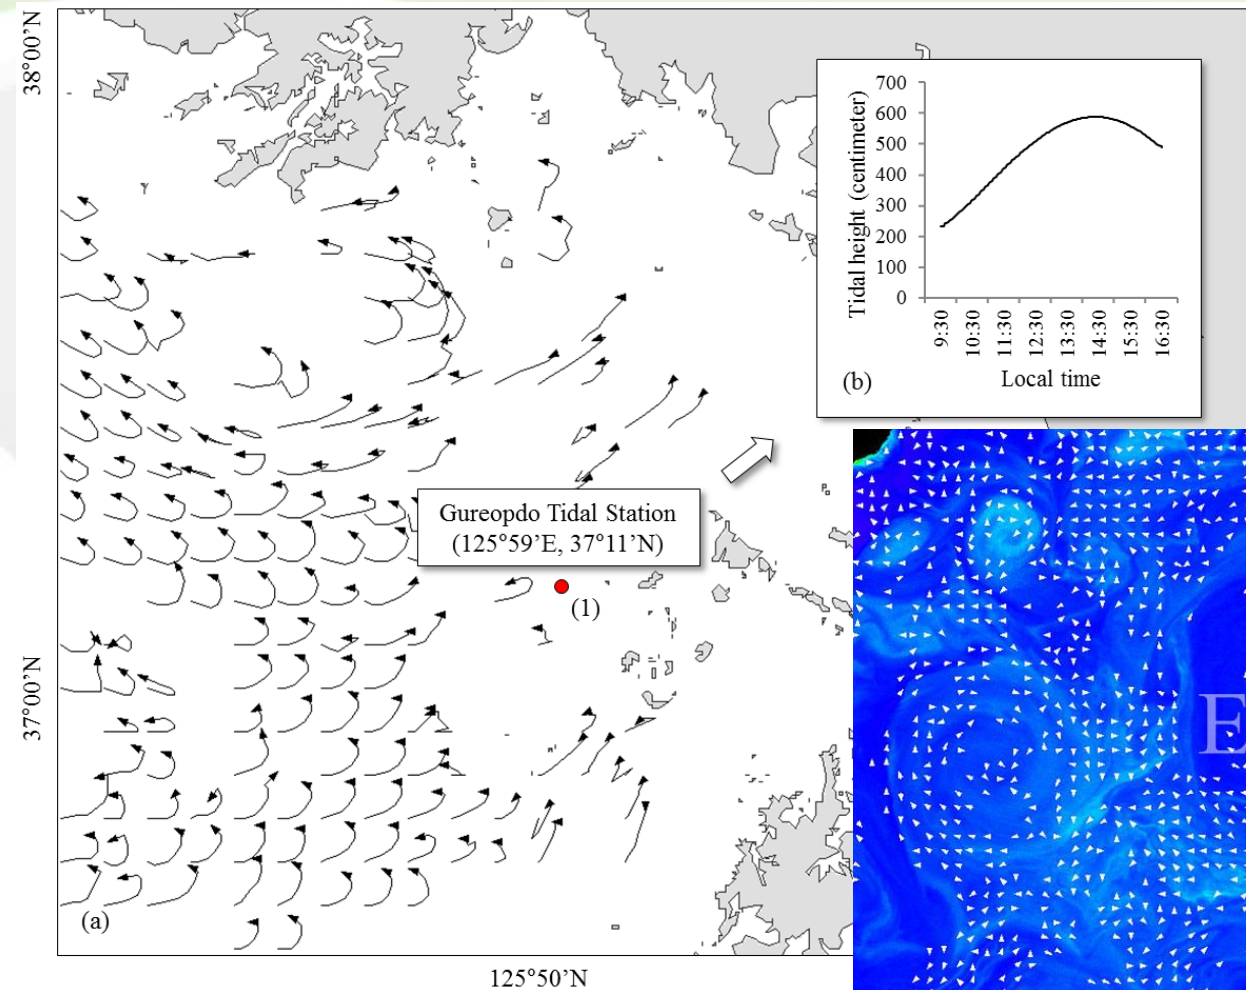 38°00'N
37°00'N
125°50'N
(a)
Gureopdo Tidal Station
(125°59'E, 37°11'N)
(1)
Tidal height (centimeter)
700
600
500
400
300
200
100
0
9:30
10:30
11:30
12:30
13:30
14:30
15:30
16:30
Local time
(b)
E